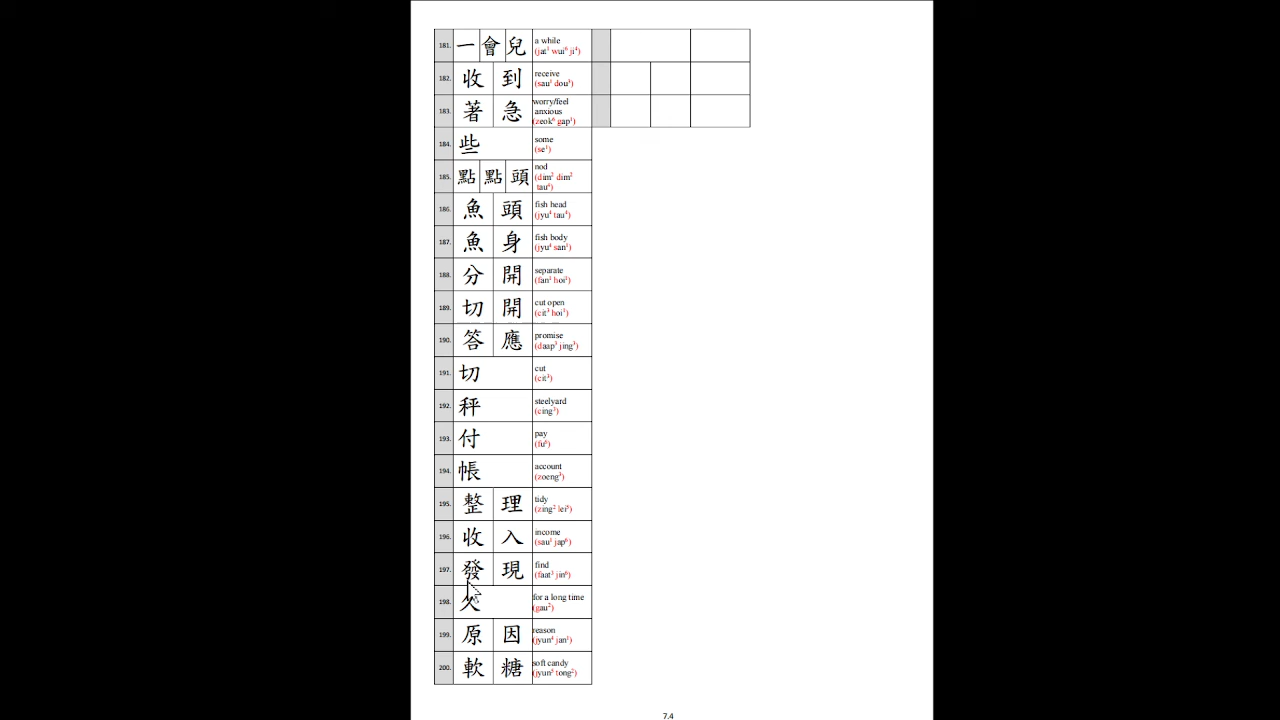 181. 一會兒 a while
(jat¹ wui⁶ ji⁴)
182. 收到 receive
(sau¹ dou³)
183. 著急 worry/feel
anxious
(zeok⁶ gap¹)
184. 些 some
(se¹)
185. 點點頭 nod
(dim² dim²
tau⁴)
186. 魚頭 fish head
(jyu⁴ tau⁴)
187. 魚身 fish body
(jyu⁴ san¹)
188. 分開 separate
(fan¹ hoi¹)
189. 切開 cut open
(cit³ hoi¹)
190. 答應 promise
(daap³ jing³)
191. 切 cut
(cit³)
192. 秤 steelyard
(cing³)
193. 付 pay
(fu⁶)
194. 帳 account
(zoeng³)
195. 整理 tidy
(zing² lei⁵)
196. 收入 income
(sau¹ jap⁶)
197. 發現 find
(faat³ jin⁶)
198. 久 for a long time
(gau²)
199. 原因 reason
(jyun⁴ jan¹)
200. 軟糖 soft candy
(jyun⁵ tong²)
7.4